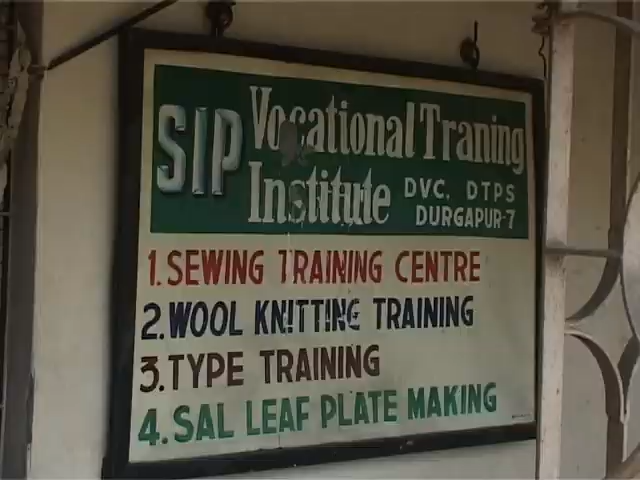 SIP Vocational Traning
Institute DVC, DTPS
DURGAPUR-7
1. SEWING TRAINING CENTRE
2. WOOL KNITTING TRAINING
3. TYPE TRAINING
4. SAL LEAF PLATE MAKING